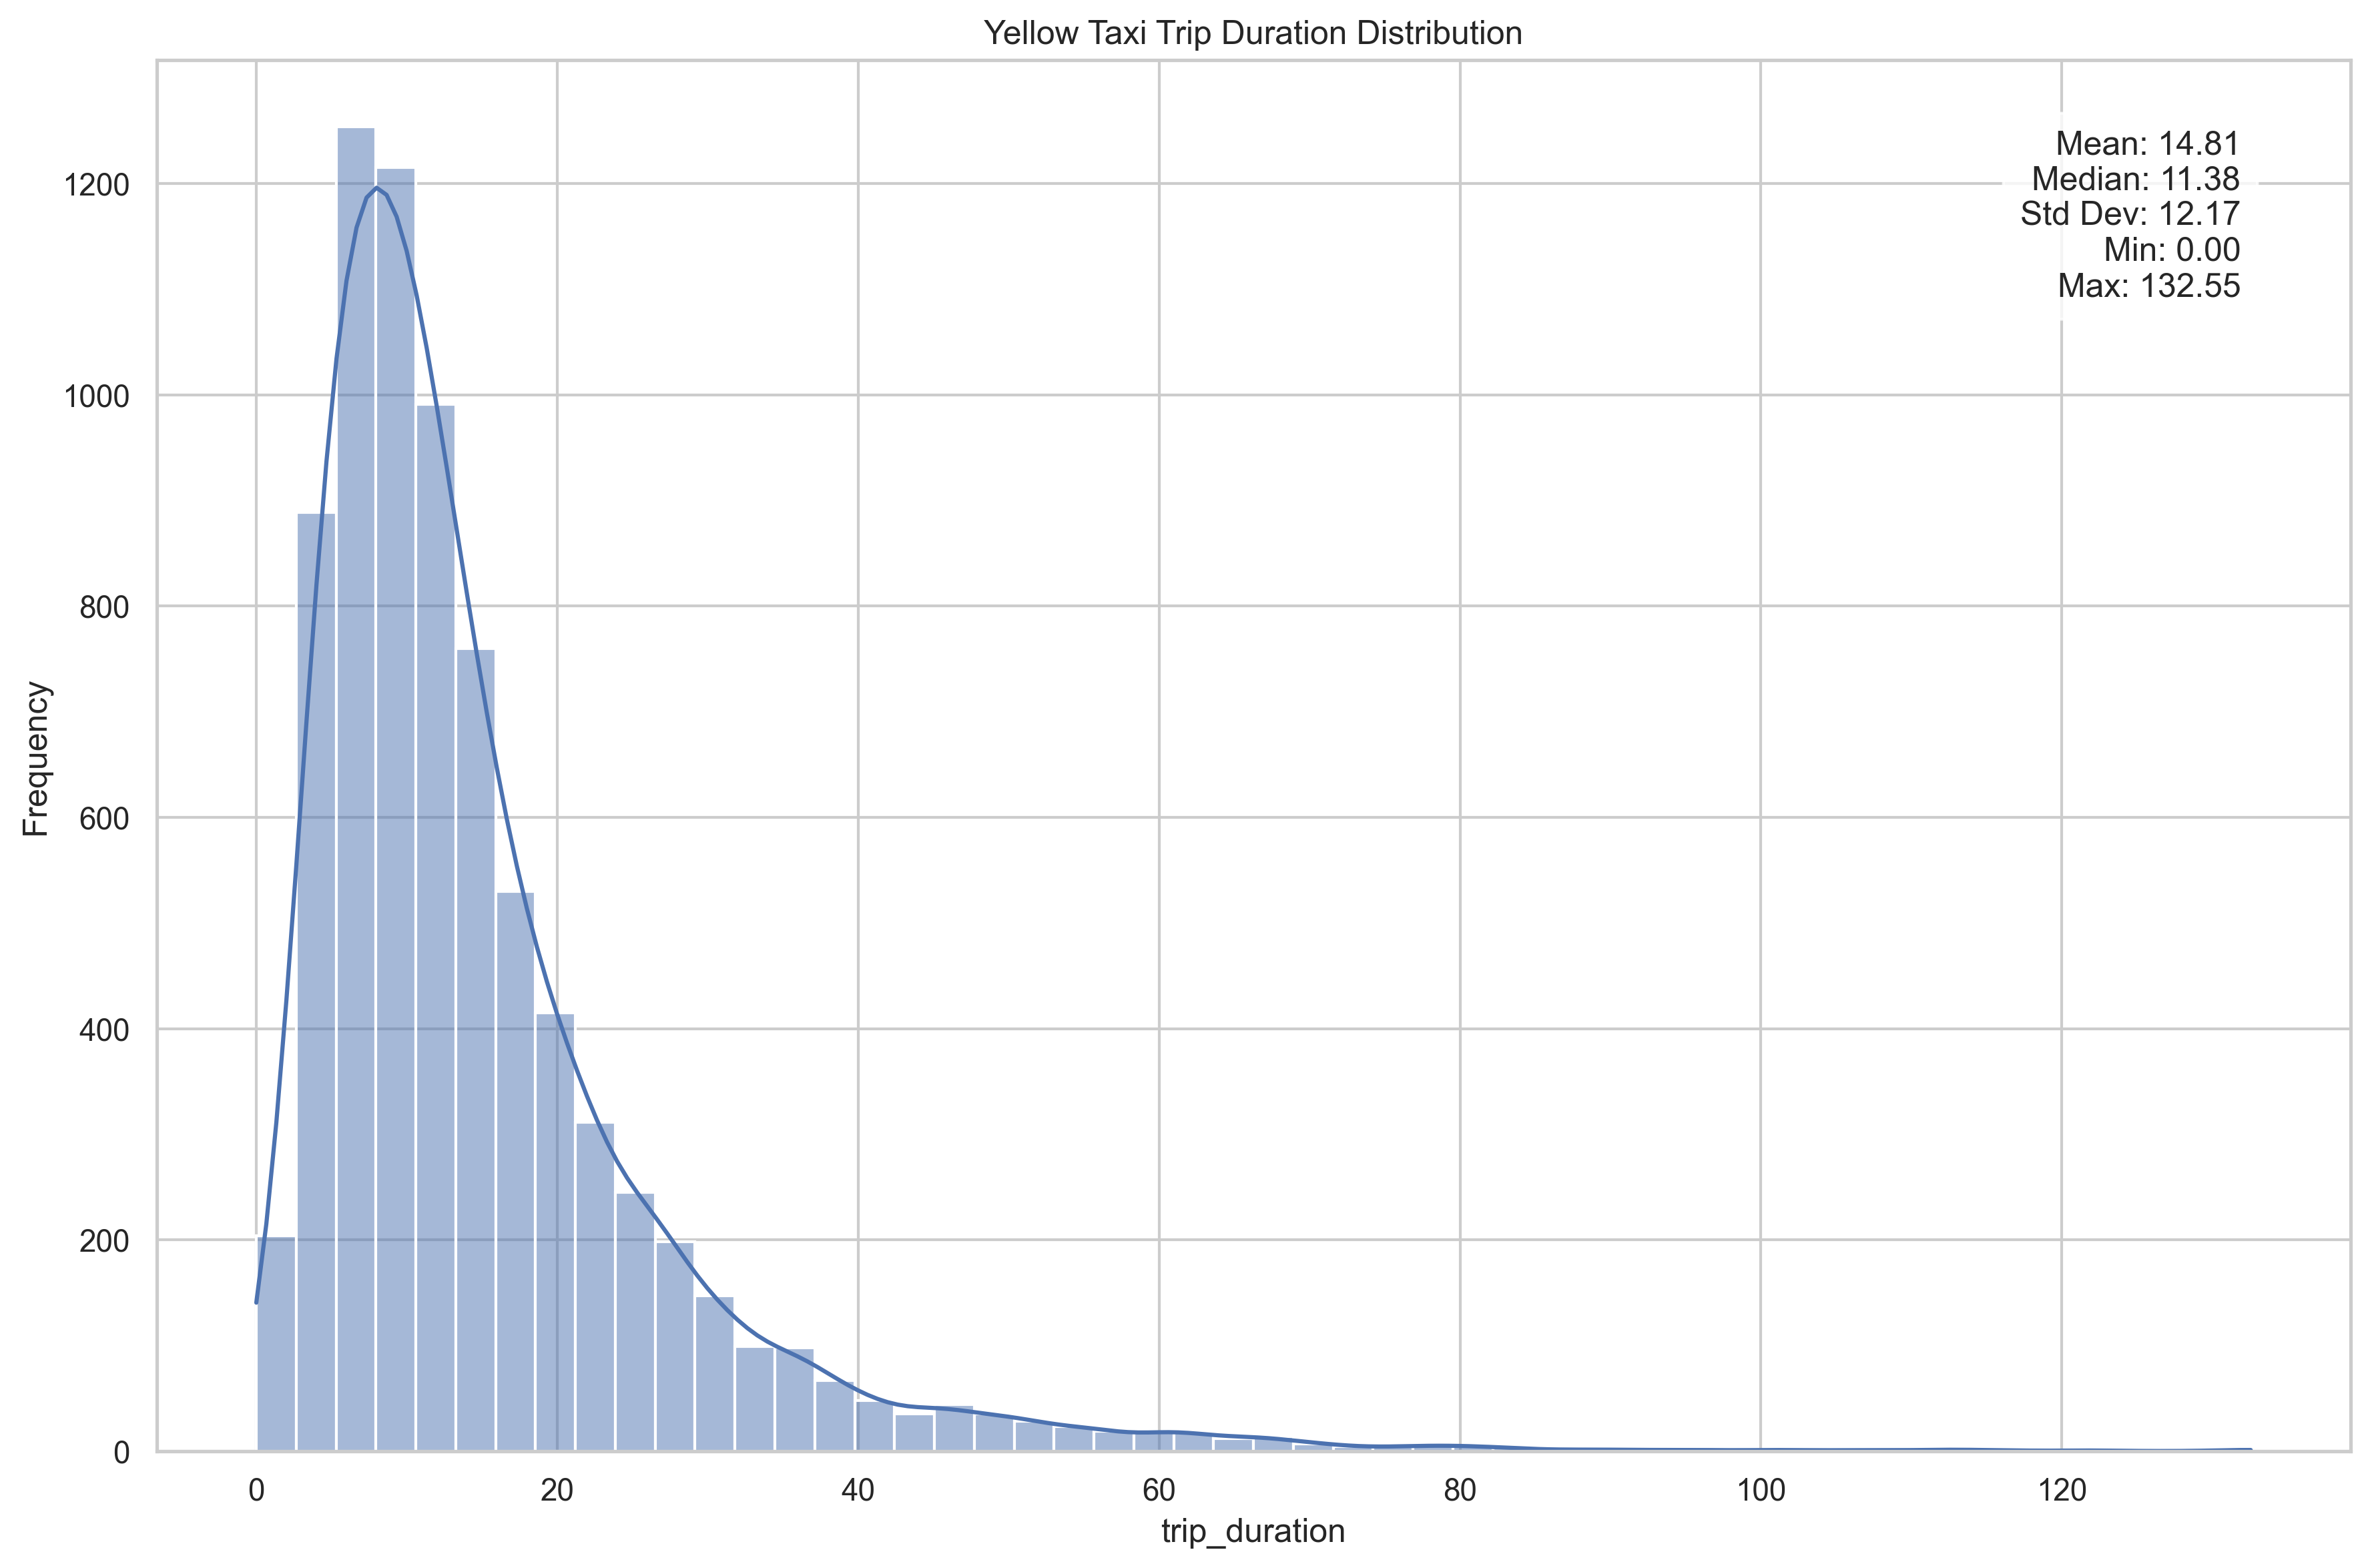 Yellow Taxi Trip Duration Distribution
Mean: 14.81
Median: 11.38
Std Dev: 12.17
Min: 0.00
Max: 132.55
Frequency
1200
1000
800
600
400
200
0
0 20 40 60 80 100 120
trip_duration